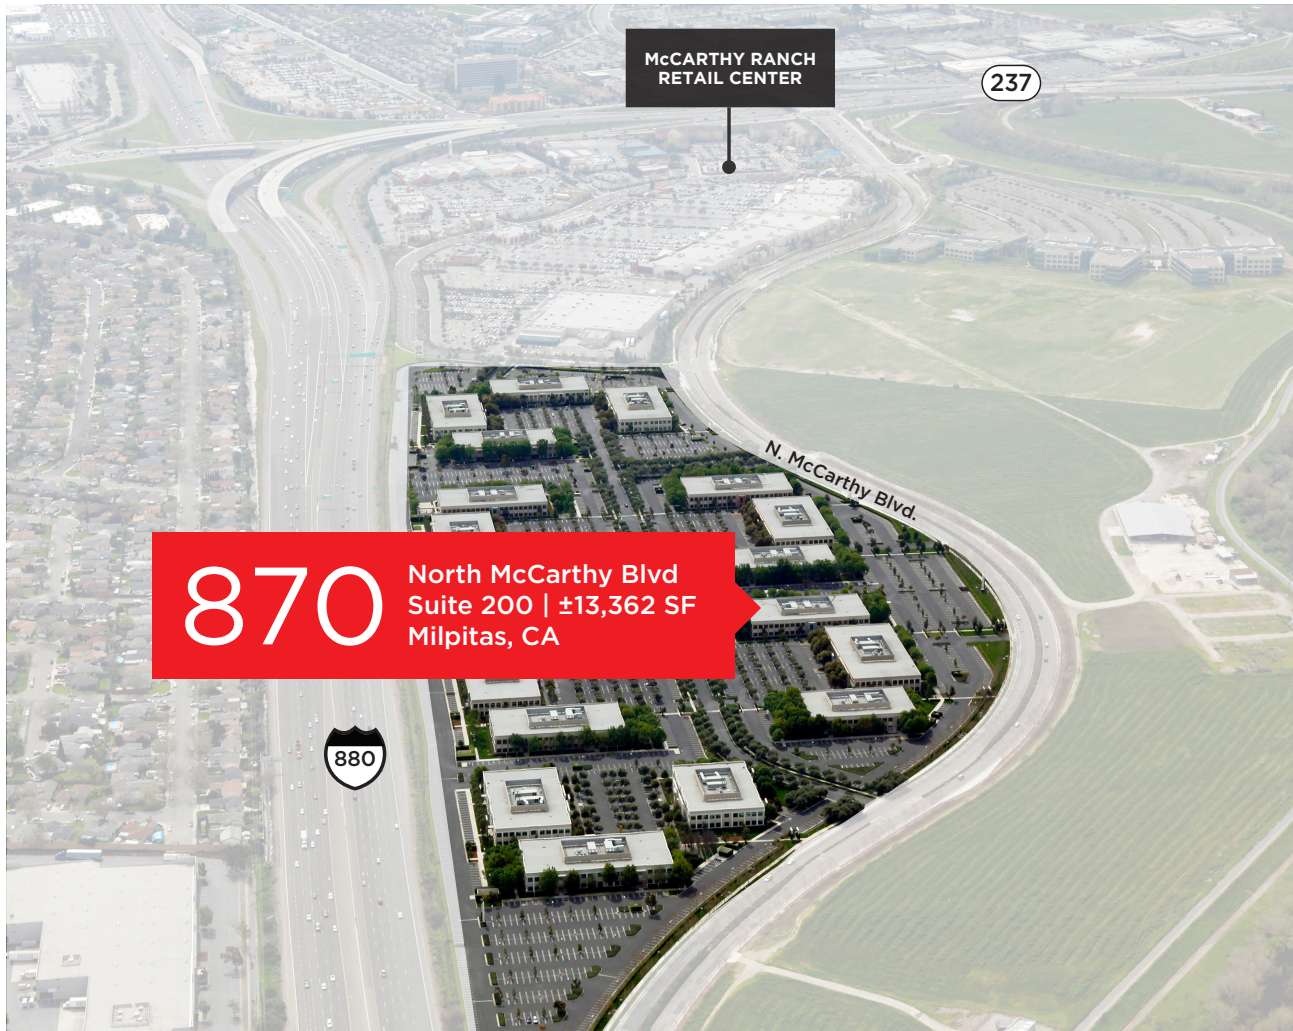 McCARTHY RANCH
RETAIL CENTER
237
N. McCarthy Blvd.
870
North McCarthy Blvd
Suite 200 | ±13,362 SF
Milpitas, CA
880